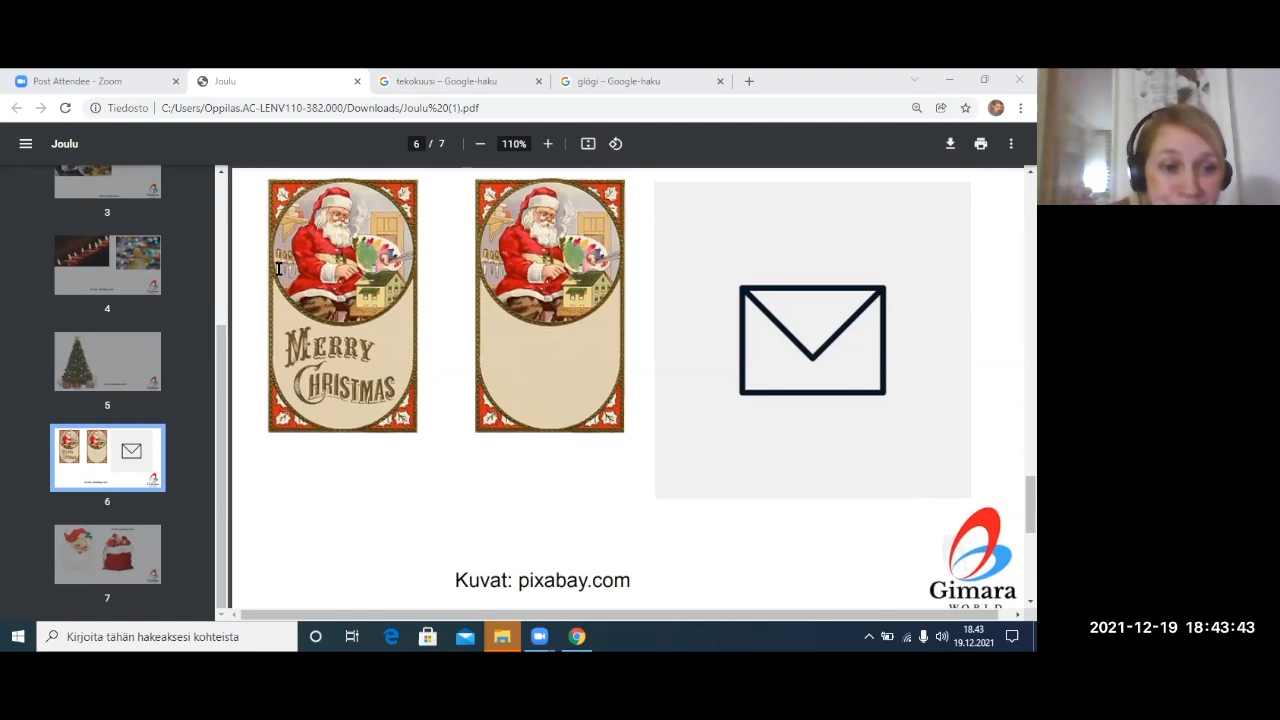 Post Attendee - Zoom
Joulu
tekokuusi – Google-haku
glögi – Google-haku
Tiedosto
C:/Users/Oppilas.AC-LENV110-382.000/Downloads/Joulu%20(1).pdf
Joulu
6 / 7
110%
3
4
5
6
7
MERRY
CHRISTMAS
Kuvat: pixabay.com
Gimara
WORLD
Kirjoita tähän hakeaksesi kohteista
18.43
19.12.2021
2021-12-19 18:43:43